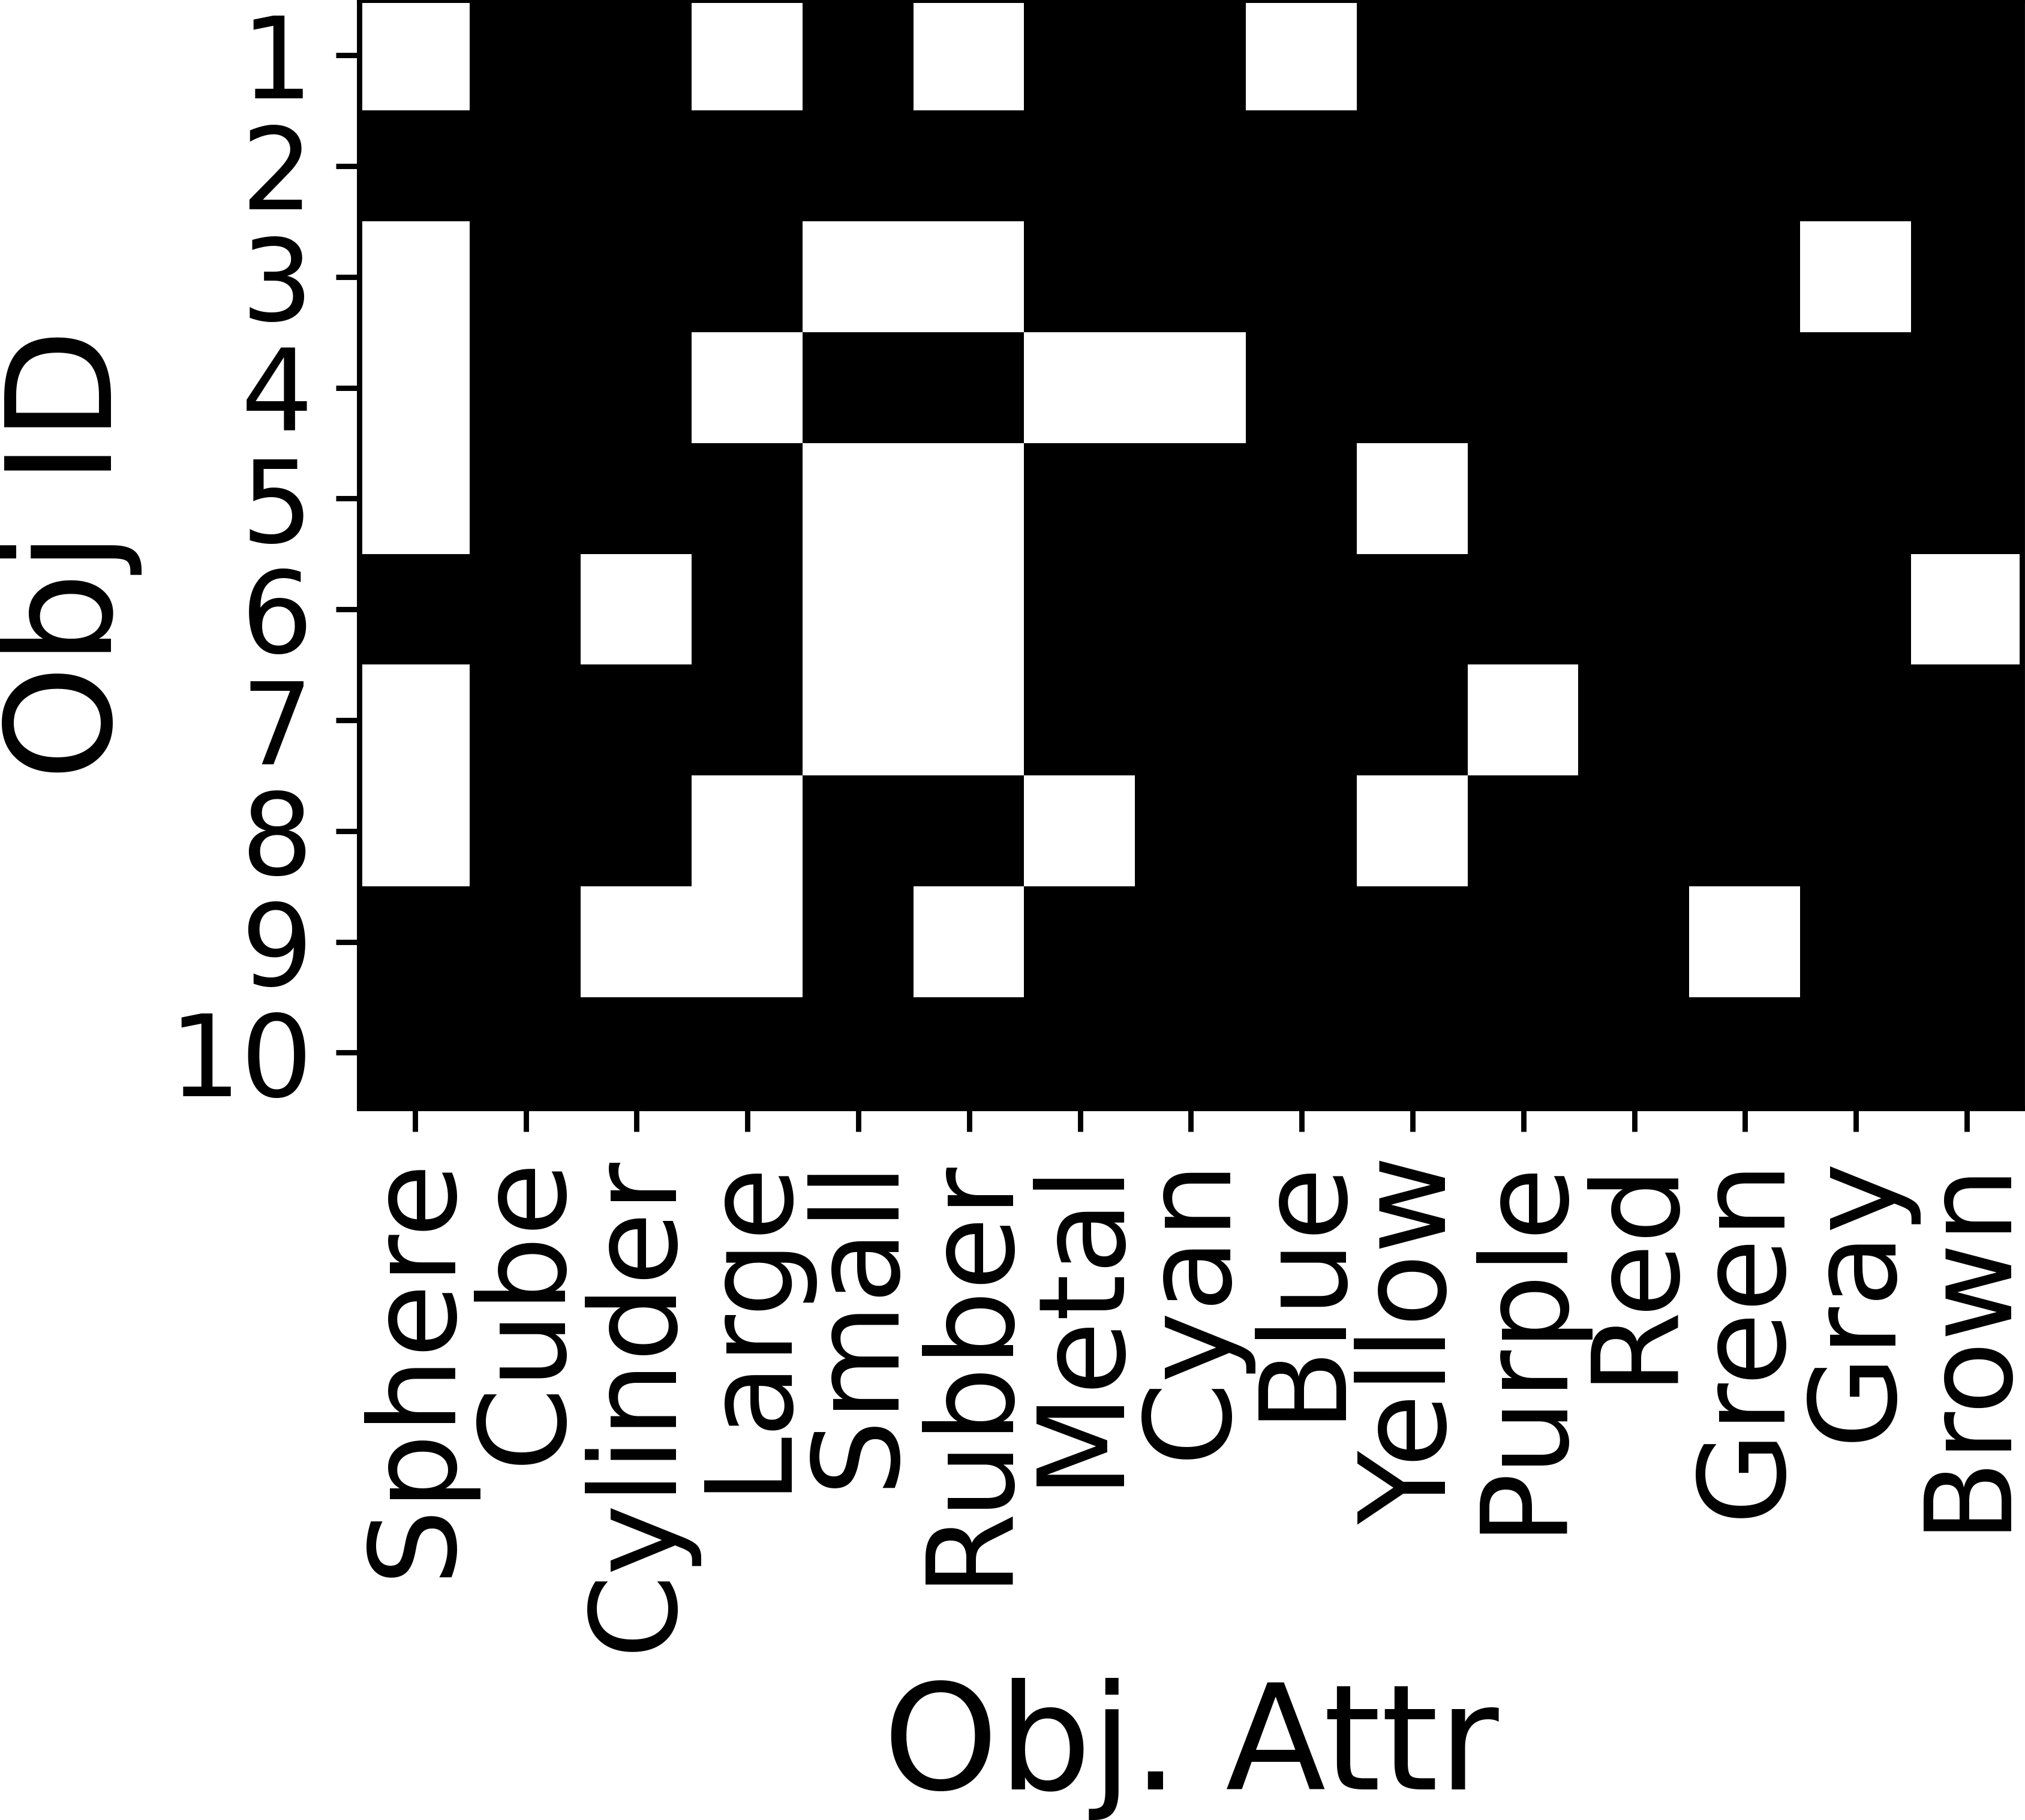 Obj ID
1
2
3
4
5
6
7
8
9
10
Sphere
Cube
Cylinder
Large
Small
Rubber
Metal
Cyan
Blue
Yellow
Purple
Red
Green
Gray
Brown
Obj. Attr